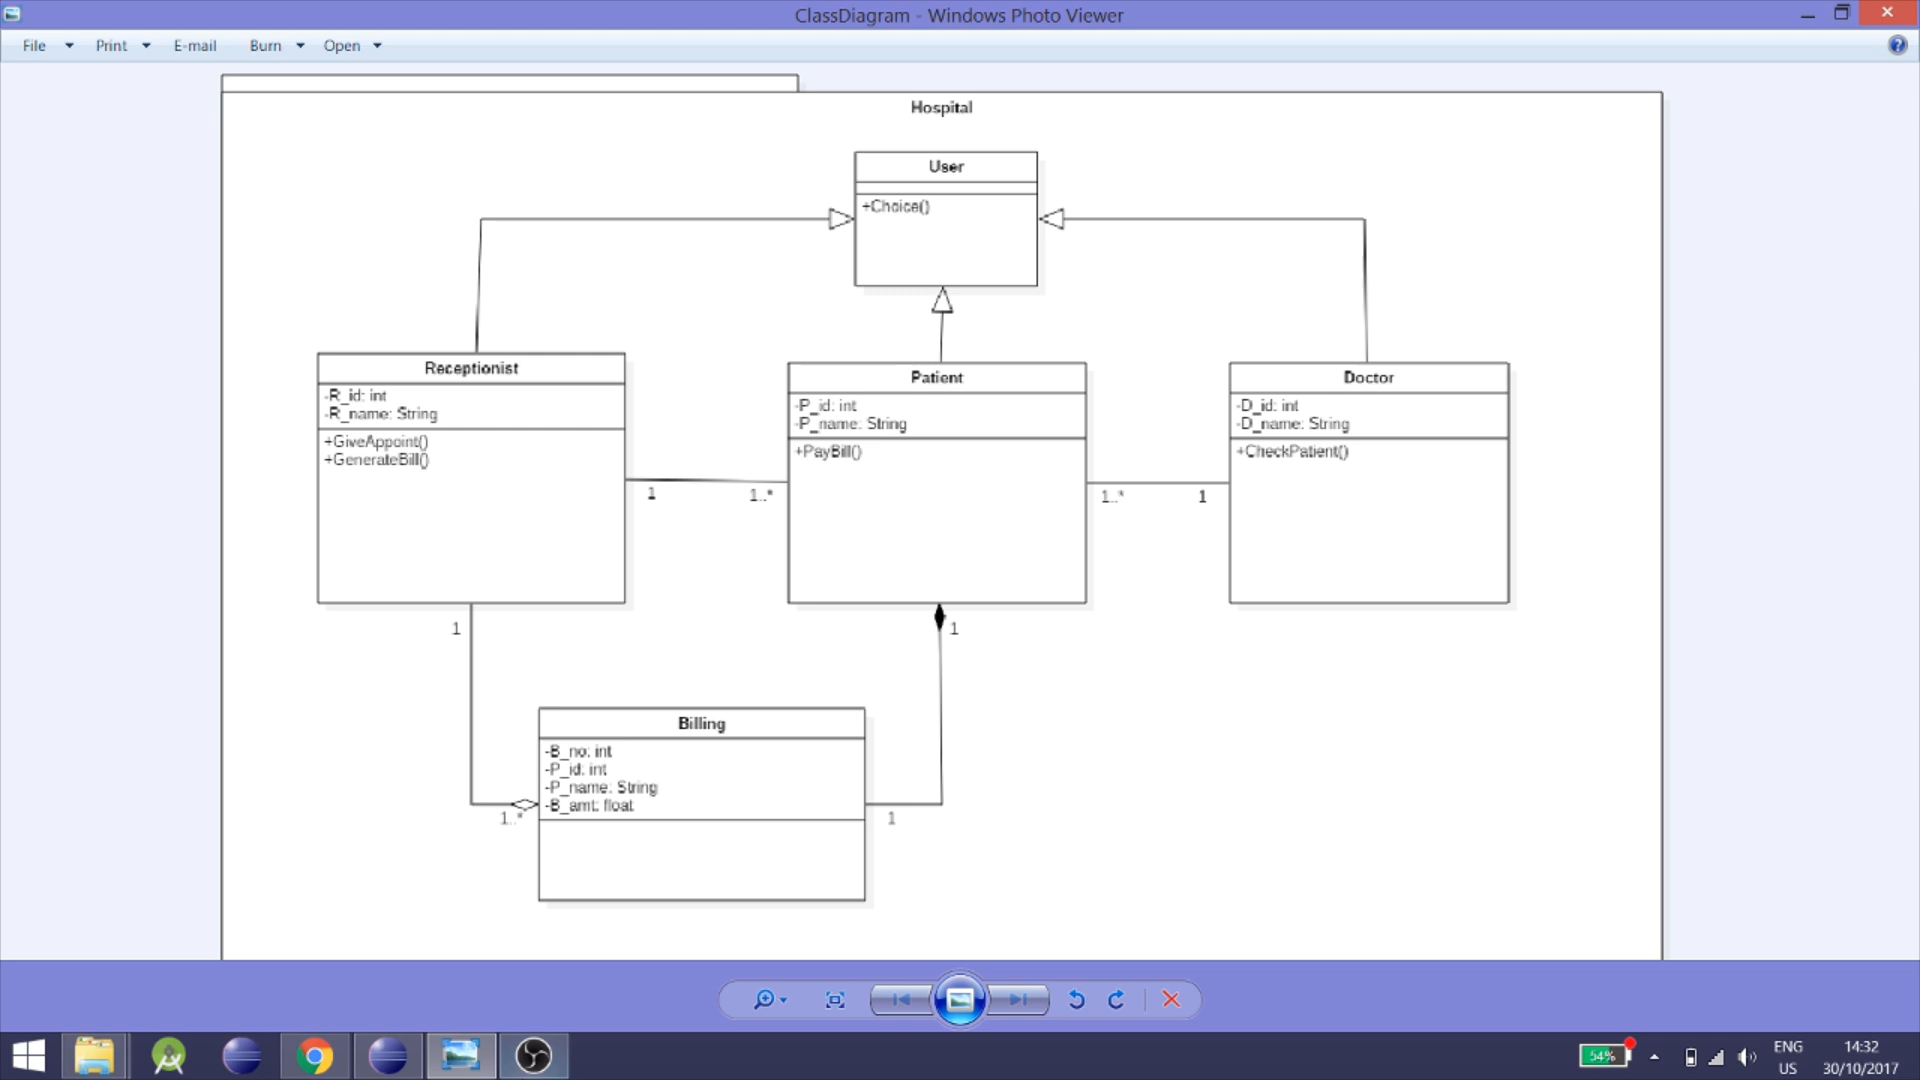 ClassDiagram - Windows Photo Viewer
File Print E-mail Burn Open
Hospital
User
+Choice()
Receptionist
-R_id: int
-R_name: String
+GiveAppoint()
+GenerateBill()
Patient
-P_id: int
-P_name: String
+PayBill()
Doctor
-D_id: int
-D_name: String
+CheckPatient()
1 1..* 1..* 1
1 1
Billing
-B_no: int
-P_id: int
-P_name: String
-B_amt: float
1..* 1
54%
ENG
US
14:32
30/10/2017